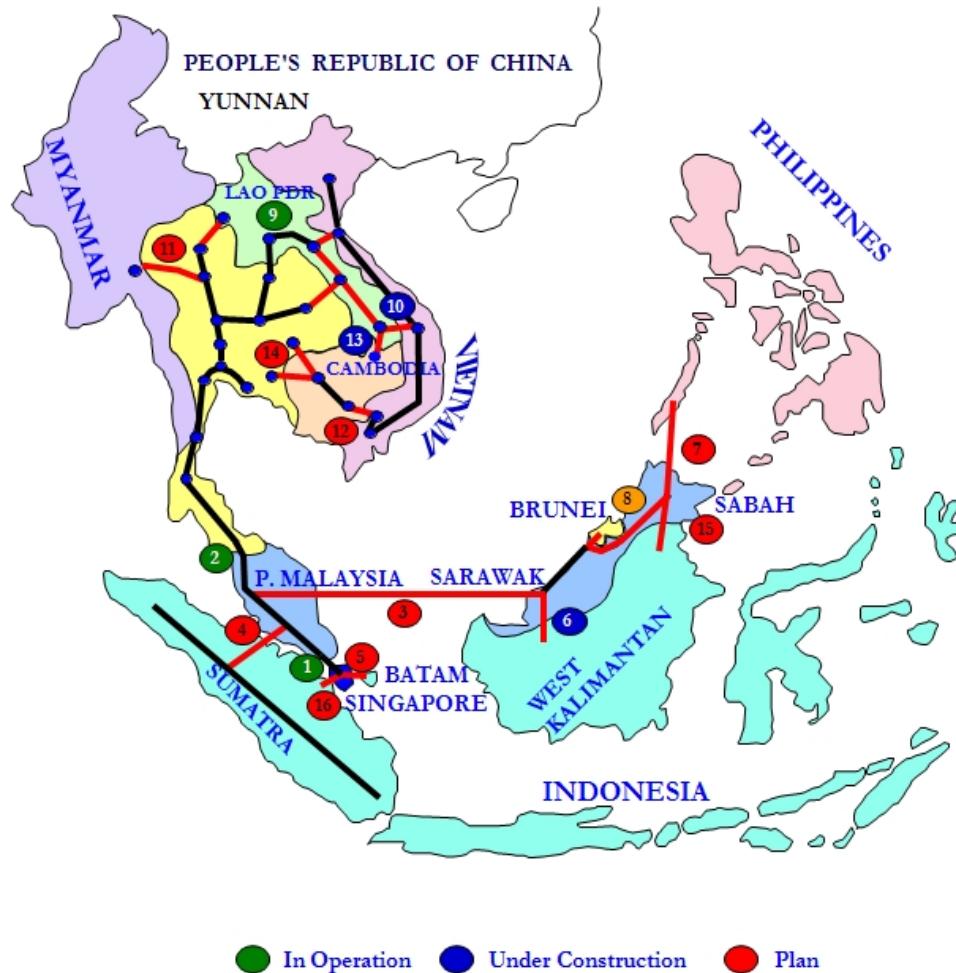 PEOPLE'S REPUBLIC OF CHINA
YUNNAN
MYANMAR
PHILIPPINES
LAO PDR
9
11
10
13
14
CAMBODIA
VIETNAM
12
7
8
BRUNEI
SABAH
15
2
P. MALAYSIA
SARAWAK
3
4
6
1
5
BATAM
16
SINGAPORE
SUMATRA
WEST
KALIMANTAN
INDONESIA
In Operation
Under Construction
Plan